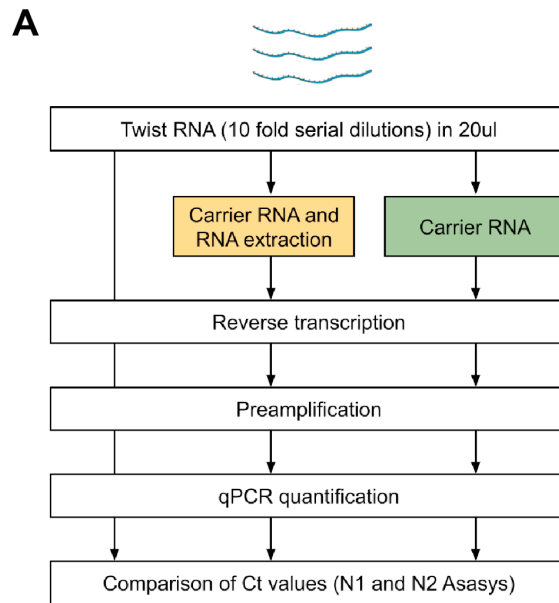 A
Twist RNA (10 fold serial dilutions) in 20ul
Carrier RNA and
RNA extraction
Carrier RNA
Reverse transcription
Preamplification
qPCR quantification
Comparison of Ct values (N1 and N2 Asasys)